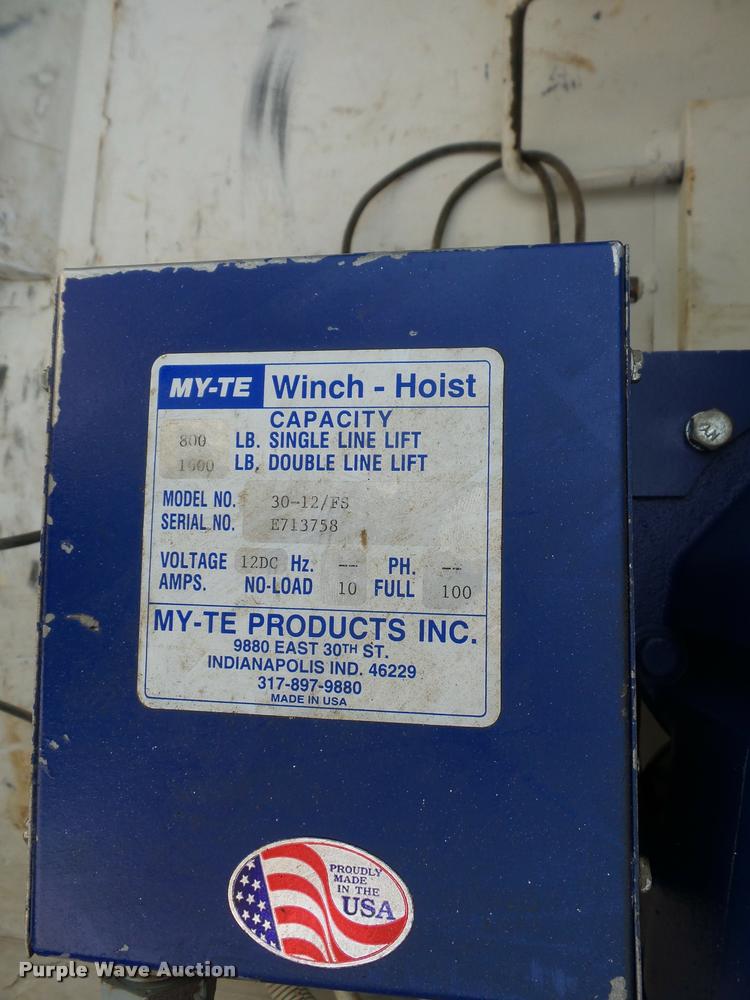 MY-TE Winch - Hoist
CAPACITY
800 LB. SINGLE LINE LIFT
1600 LB. DOUBLE LINE LIFT
MODEL NO. 30-12/FS
SERIAL NO. E713758
VOLTAGE 12DC Hz. -- PH. --
AMPS. NO-LOAD 10 FULL 100
MY-TE PRODUCTS INC.
9880 EAST 30TH ST.
INDIANAPOLIS IND. 46229
317-897-9880
MADE IN USA
PROUDLY
MADE
IN THE
USA
Purple Wave Auction